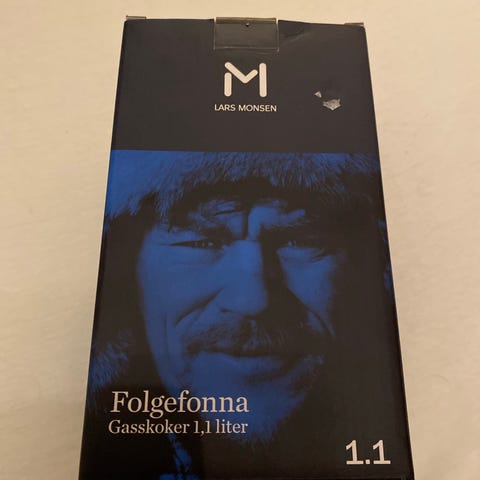 LARS MONSEN
Folgefonna
Gasskoker 1,1 liter
1.1